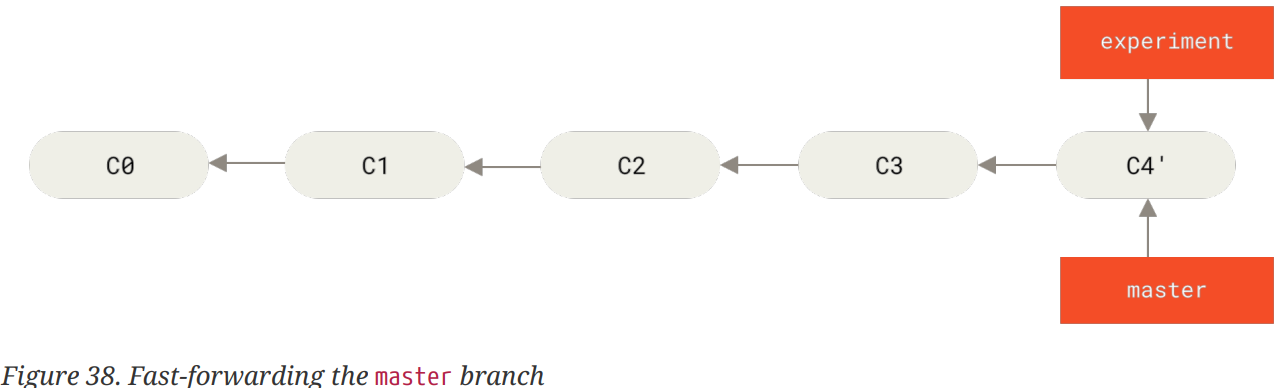 experiment
C0 C1 C2 C3 C4'
master
Figure 38. Fast-forwarding the master branch